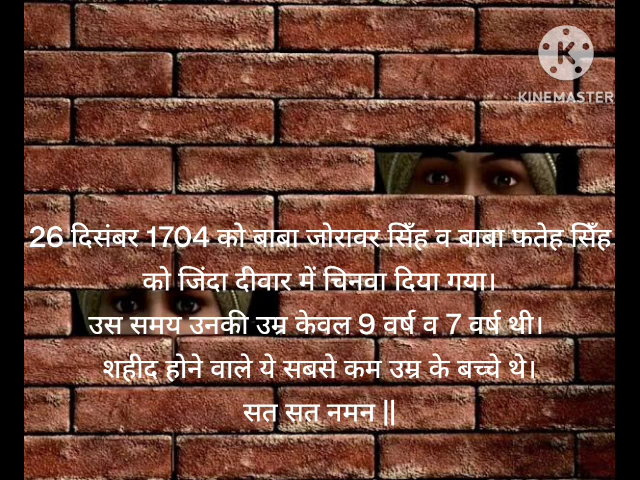 KINEMASTER
26 दिसंबर 1704 को बाबा जोरावर सिँह व बाबा फतेह सिँह
को जिंदा दीवार में चिनवा दिया गया।
उस समय उनकी उम्र केवल 9 वर्ष व 7 वर्ष थी।
शहीद होने वाले ये सबसे कम उम्र के बच्चे थे।
सत सत नमन ||